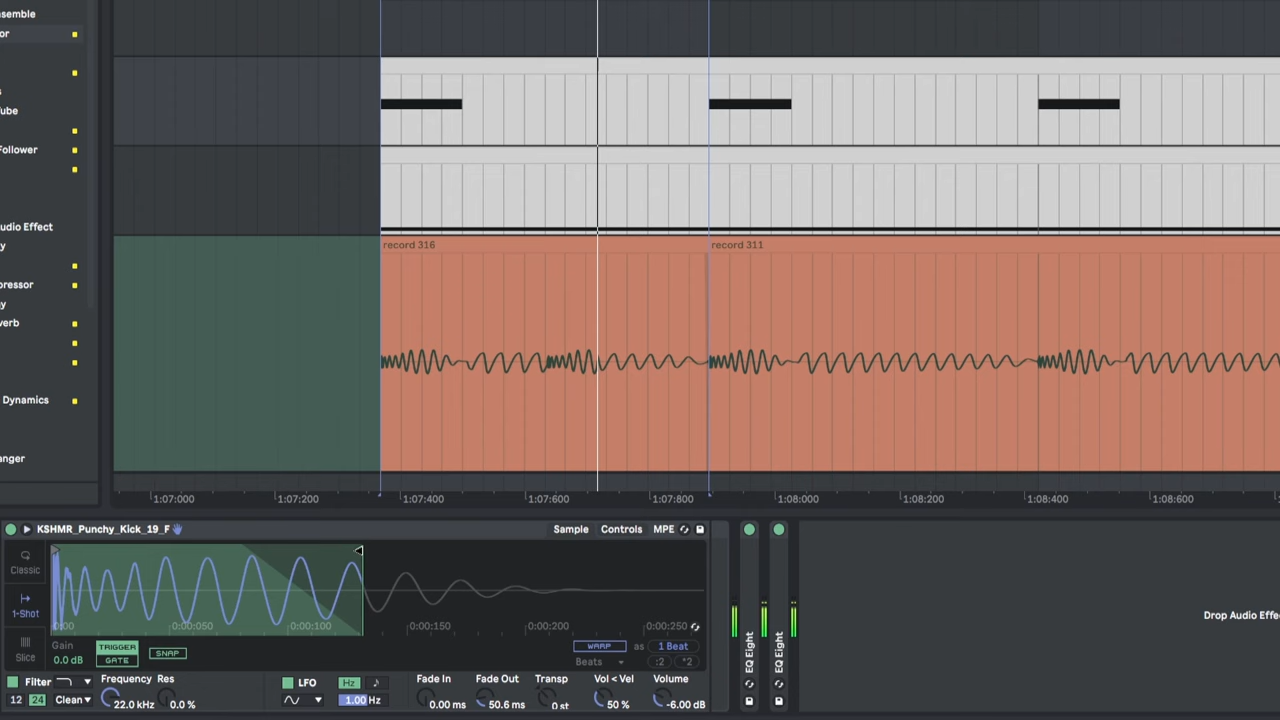 ensemble
or
s
Tube
Follower
udio Effect
y
pressor
y
verb
Dynamics
anger
record 316
record 311
1:07:000
1:07:200
1:07:400
1:07:600
1:07:800
1:08:000
1:08:200
1:08:400
1:08:600
KSHMR_Punchy_Kick_19_F
Sample
Controls
MPE
Classic
1-Shot
Slice
0:00
0:00:050
0:00:100
0:00:150
0:00:200
0:00:250
Gain
0.0 dB
TRIGGER
GATE
SNAP
WARP
as
1 Beat
Beats
:2
*2
Filter
12
24
Clean
Frequency
22.0 kHz
Res
0.0 %
LFO
Hz
1.00 Hz
Fade In
0.00 ms
Fade Out
50.6 ms
Transp
0 st
Vol < Vel
50 %
Volume
-6.00 dB
EQ Eight
EQ Eight
Drop Audio Effe